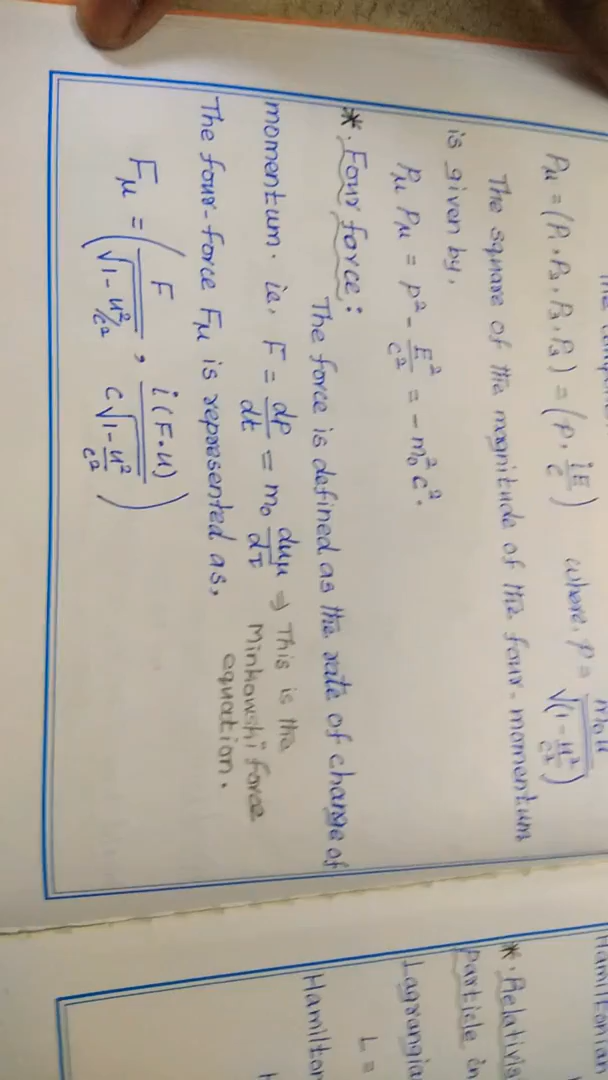 Pμ = (P₁, P₂, P₃, P₃) = (P, iE/c) where, P = m₀u/√(1 - u²/c²)
The square of the magnitude of the four-momentum
is given by,
Pμ Pμ = P² - E²/c² = - m₀² c².
*. Four force:
The force is defined as the rate of change of
momentum. ie, F = dP/dt = m₀ duμ/dτ ⇒ This is the
Minkowski force
equation.
The four-force Fμ is represented as,
Fμ = (F/√(1 - u²/c²), i(F.u)/c√(1 - u²/c²))
Hamiltonian
*. Relativis
particle in
Lagrangia
L =
Hamilton